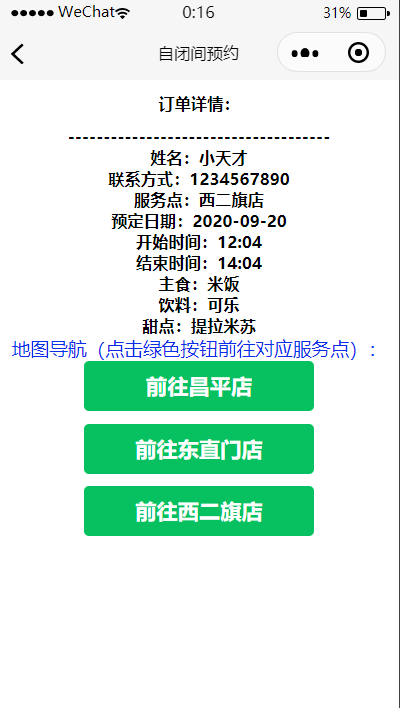 WeChat 0:16 31%
自闭间预约
订单详情：
-------------------------------------
姓名：小天才
联系方式：1234567890
服务点：西二旗店
预定日期：2020-09-20
开始时间：12:04
结束时间：14:04
主食：米饭
饮料：可乐
甜点：提拉米苏
地图导航（点击绿色按钮前往对应服务点）：
前往昌平店
前往东直门店
前往西二旗店